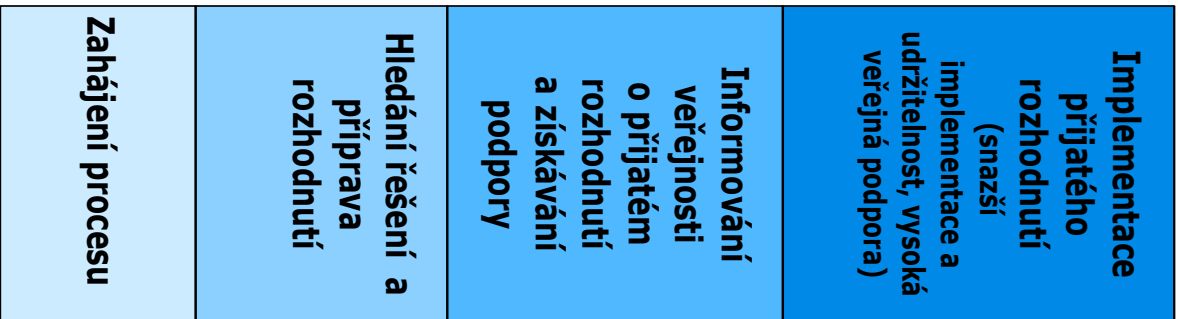 Zahájení procesu
Hledání řešení a
příprava
rozhodnutí
Informování
veřejnosti
o přijatém
rozhodnutí
a získávání
podpory
Implementace
přijatého
rozhodnutí
(snazší
implementace a
udržitelnost, vysoká
veřejná podpora)